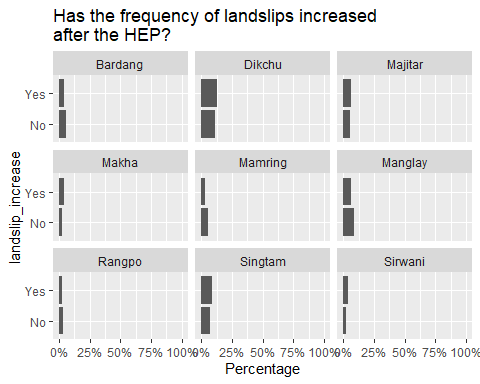 Has the frequency of landslips increased
after the HEP?
Bardang Dikchu Majitar
Yes
No
Makha Mamring Manglay
Yes
No
Rangpo Singtam Sirwani
Yes
No
landslip_increase
0% 25% 50% 75% 100% 0% 25% 50% 75% 100% 0% 25% 50% 75% 100%
Percentage